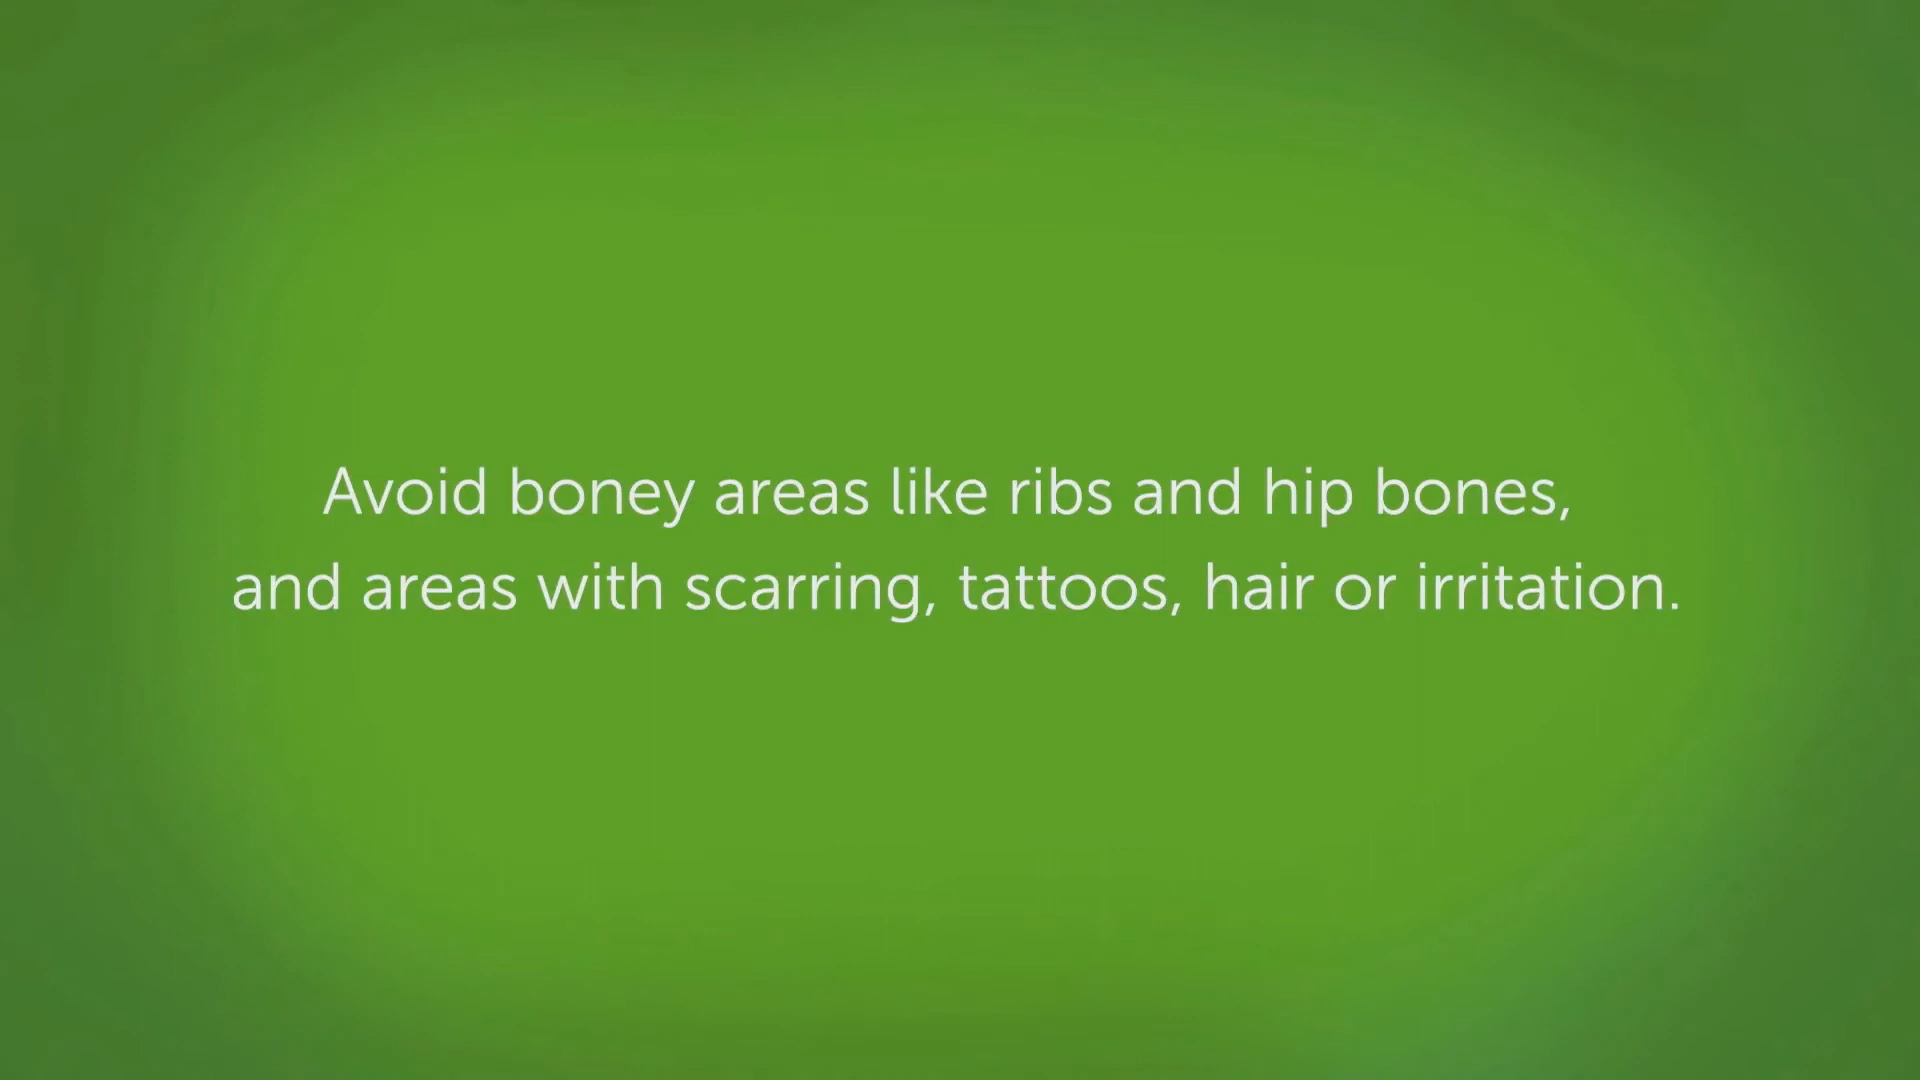 Avoid boney areas like ribs and hip bones,
and areas with scarring, tattoos, hair or irritation.